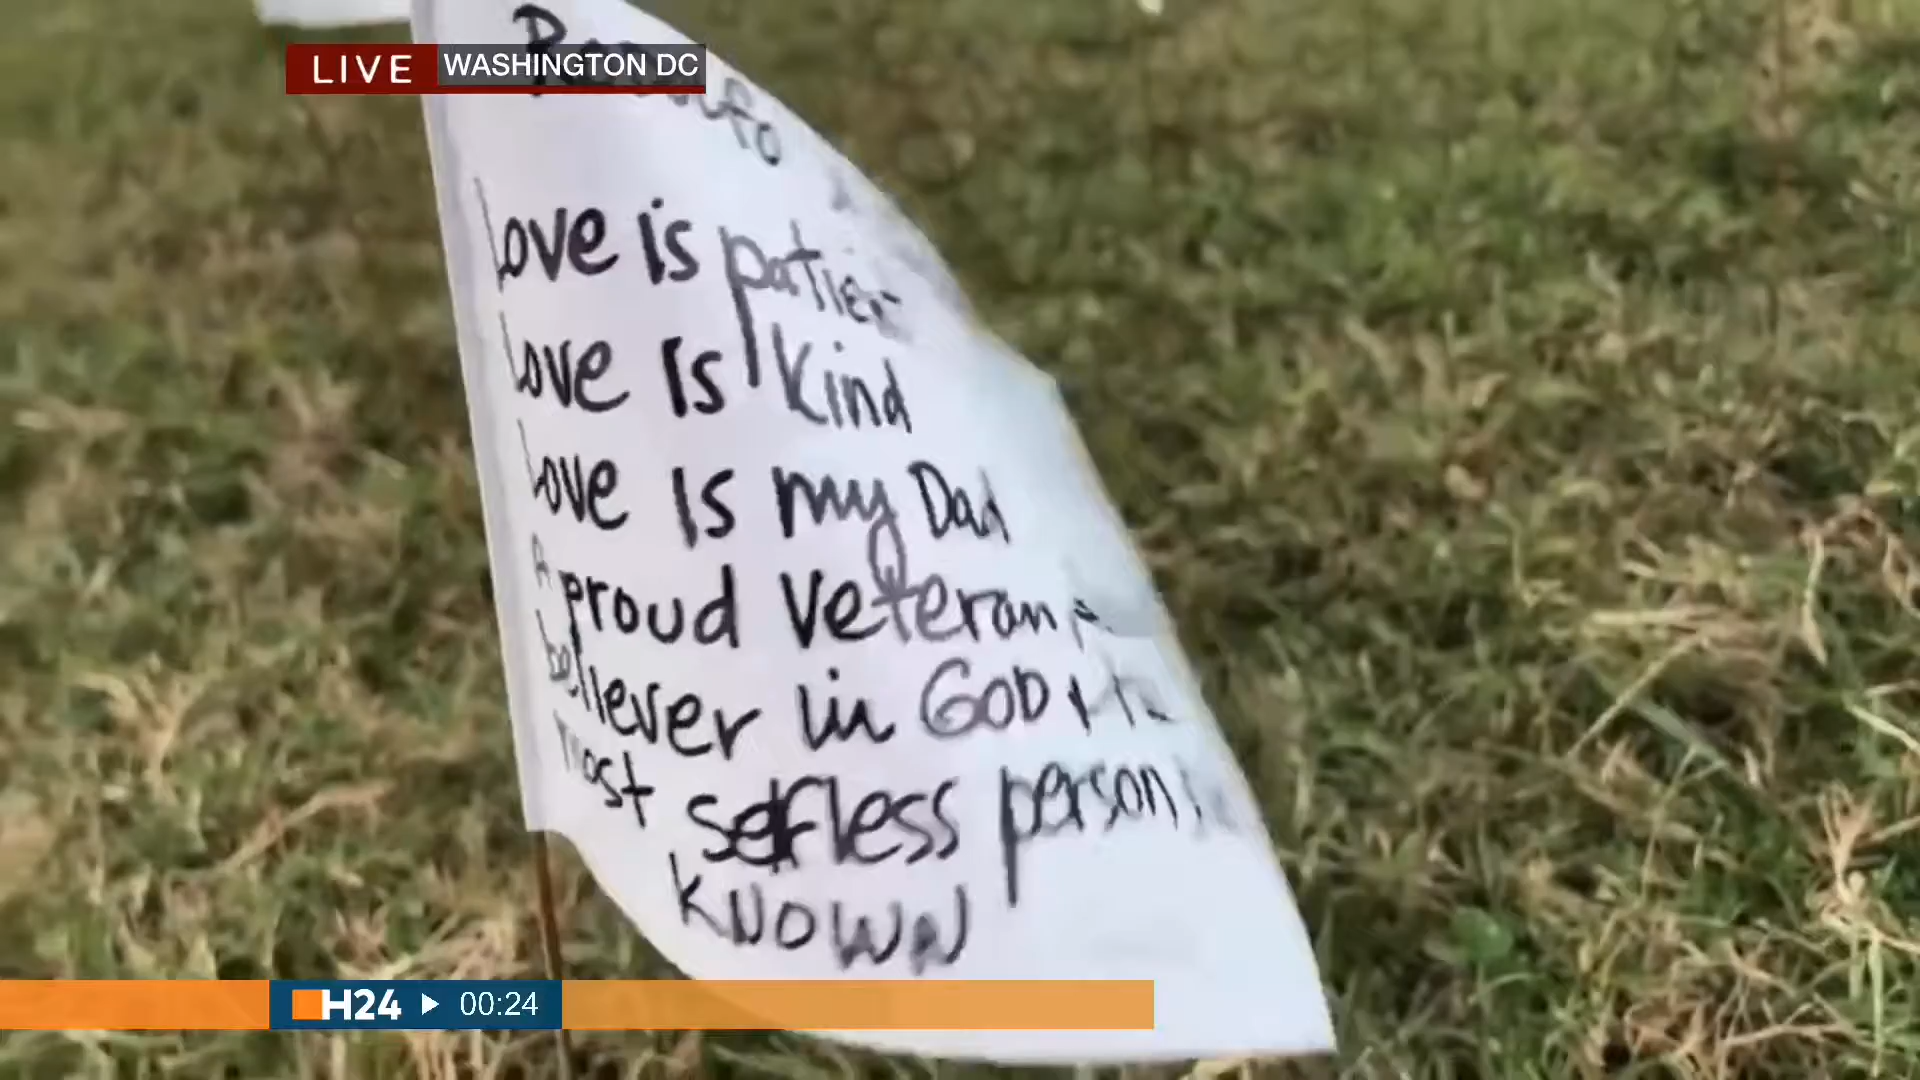 LIVE WASHINGTON DC
Love is
Love is Kind
Love is my Dad
A proud Veteran
believer in GOD
most selfless person
KNOWN
H24 00:24